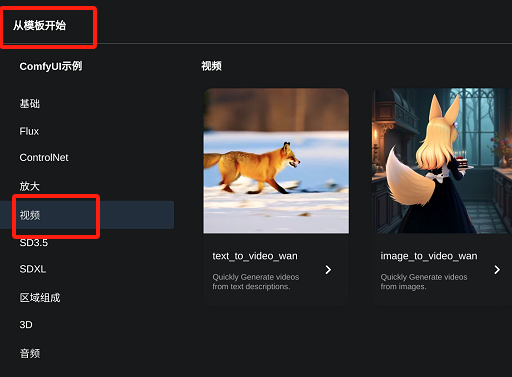 从模板开始
ComfyUI示例
基础
Flux
ControlNet
放大
视频
SD3.5
SDXL
区域组成
3D
音频
视频
text_to_video_wan
Quickly Generate videos
from text descriptions.
image_to_video_wan
Quickly Generate videos
from images.